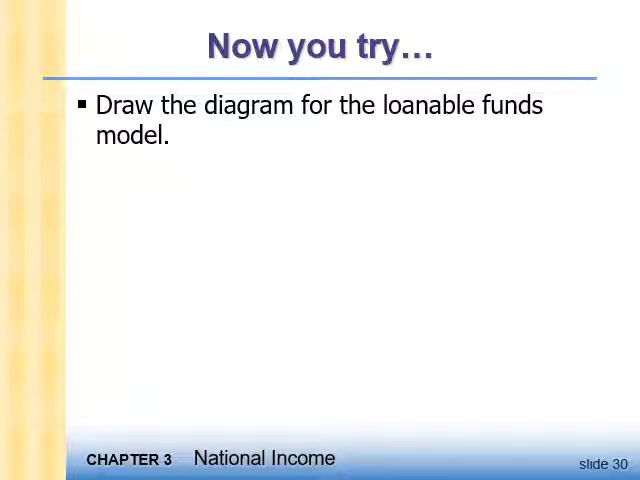 Now you try…
▪ Draw the diagram for the loanable funds
model.
CHAPTER 3 National Income
slide 30